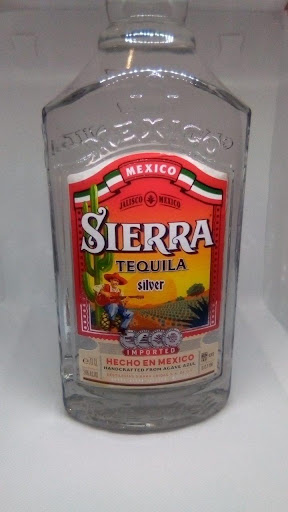 MEXICO
MEXICO
JALISCO MEXICO
SIERRA
TEQUILA
silver
IMPORTED
HECHO EN MEXICO
HANDCRAFTED FROM AGAVE AZUL